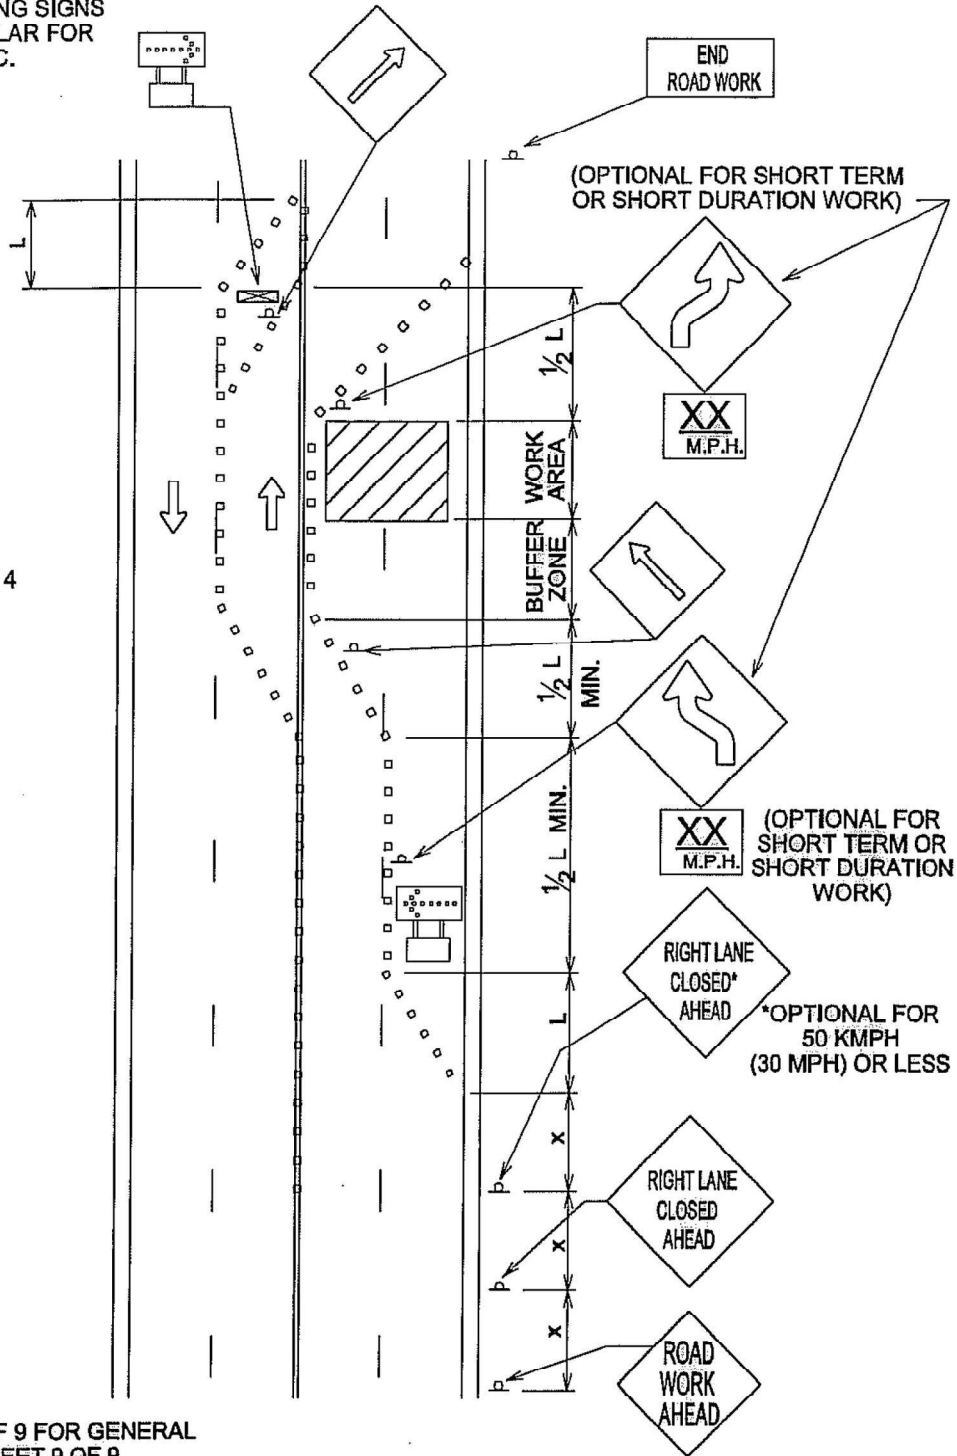 NG SIGNS
LAR FOR
C.
END
ROAD WORK
(OPTIONAL FOR SHORT TERM
OR SHORT DURATION WORK)
L
1/2 L
XX
M.P.H.
WORK
AREA
BUFFER
ZONE
4
1/2 L
MIN.
1/2 L MIN.
XX
M.P.H.
(OPTIONAL FOR
SHORT TERM OR
SHORT DURATION
WORK)
RIGHT LANE
CLOSED*
AHEAD
*OPTIONAL FOR
50 KMPH
(30 MPH) OR LESS
L
X
RIGHT LANE
CLOSED
AHEAD
X
X
ROAD
WORK
AHEAD
F 9 FOR GENERAL
EET 9 OF 9